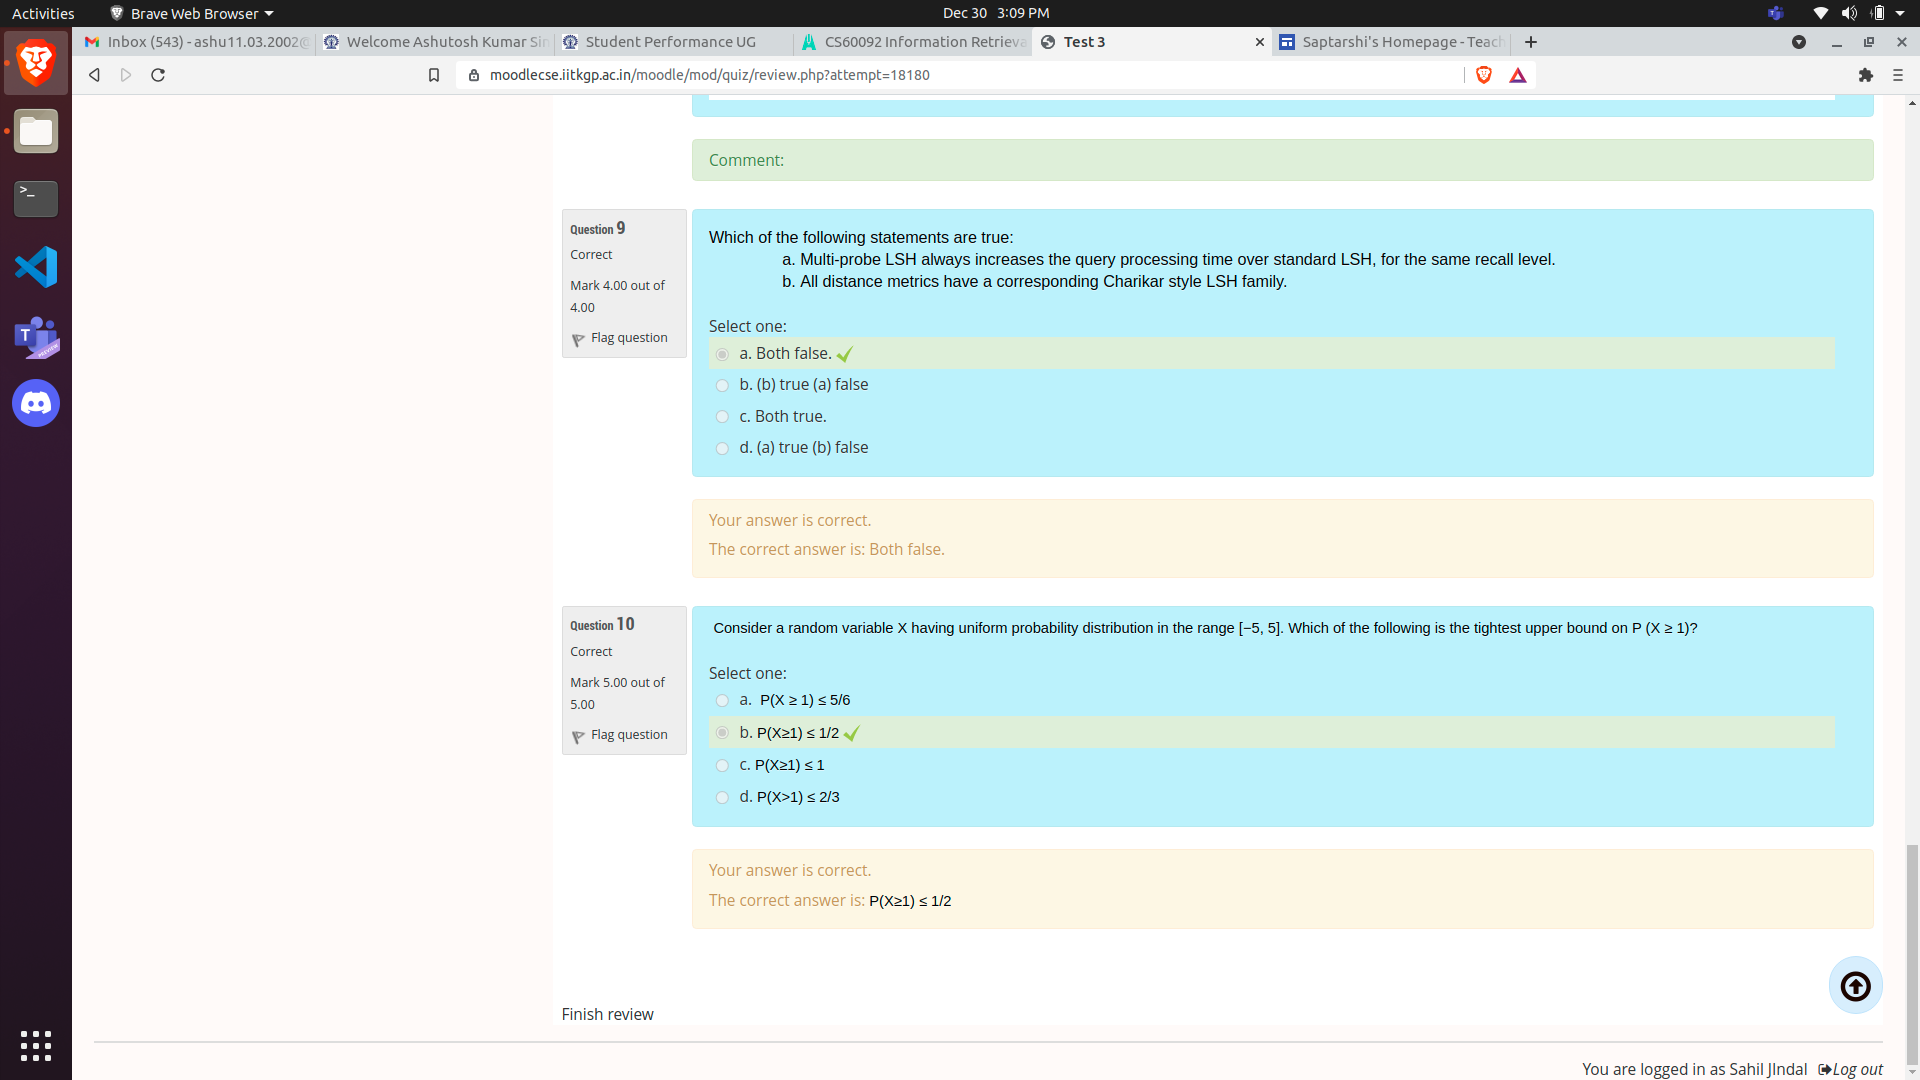 Activities
Brave Web Browser
Dec 30 3:09 PM
Inbox (543) - ashu11.03.2002@
Welcome Ashutosh Kumar Sin
Student Performance UG
CS60092 Information Retrieva
Test 3
Saptarshi's Homepage - Teach
moodlecse.iitkgp.ac.in/moodle/mod/quiz/review.php?attempt=18180
Comment:
Question 9
Correct
Mark 4.00 out of
4.00
Flag question
Which of the following statements are true:
a. Multi-probe LSH always increases the query processing time over standard LSH, for the same recall level.
b. All distance metrics have a corresponding Charikar style LSH family.
Select one:
a. Both false.
b. (b) true (a) false
c. Both true.
d. (a) true (b) false
Your answer is correct.
The correct answer is: Both false.
Question 10
Correct
Mark 5.00 out of
5.00
Flag question
Consider a random variable X having uniform probability distribution in the range [−5, 5]. Which of the following is the tightest upper bound on P (X ≥ 1)?
Select one:
a. P(X ≥ 1) ≤ 5/6
b. P(X≥1) ≤ 1/2
c. P(X≥1) ≤ 1
d. P(X>1) ≤ 2/3
Your answer is correct.
The correct answer is: P(X≥1) ≤ 1/2
Finish review
You are logged in as Sahil JIndal Log out